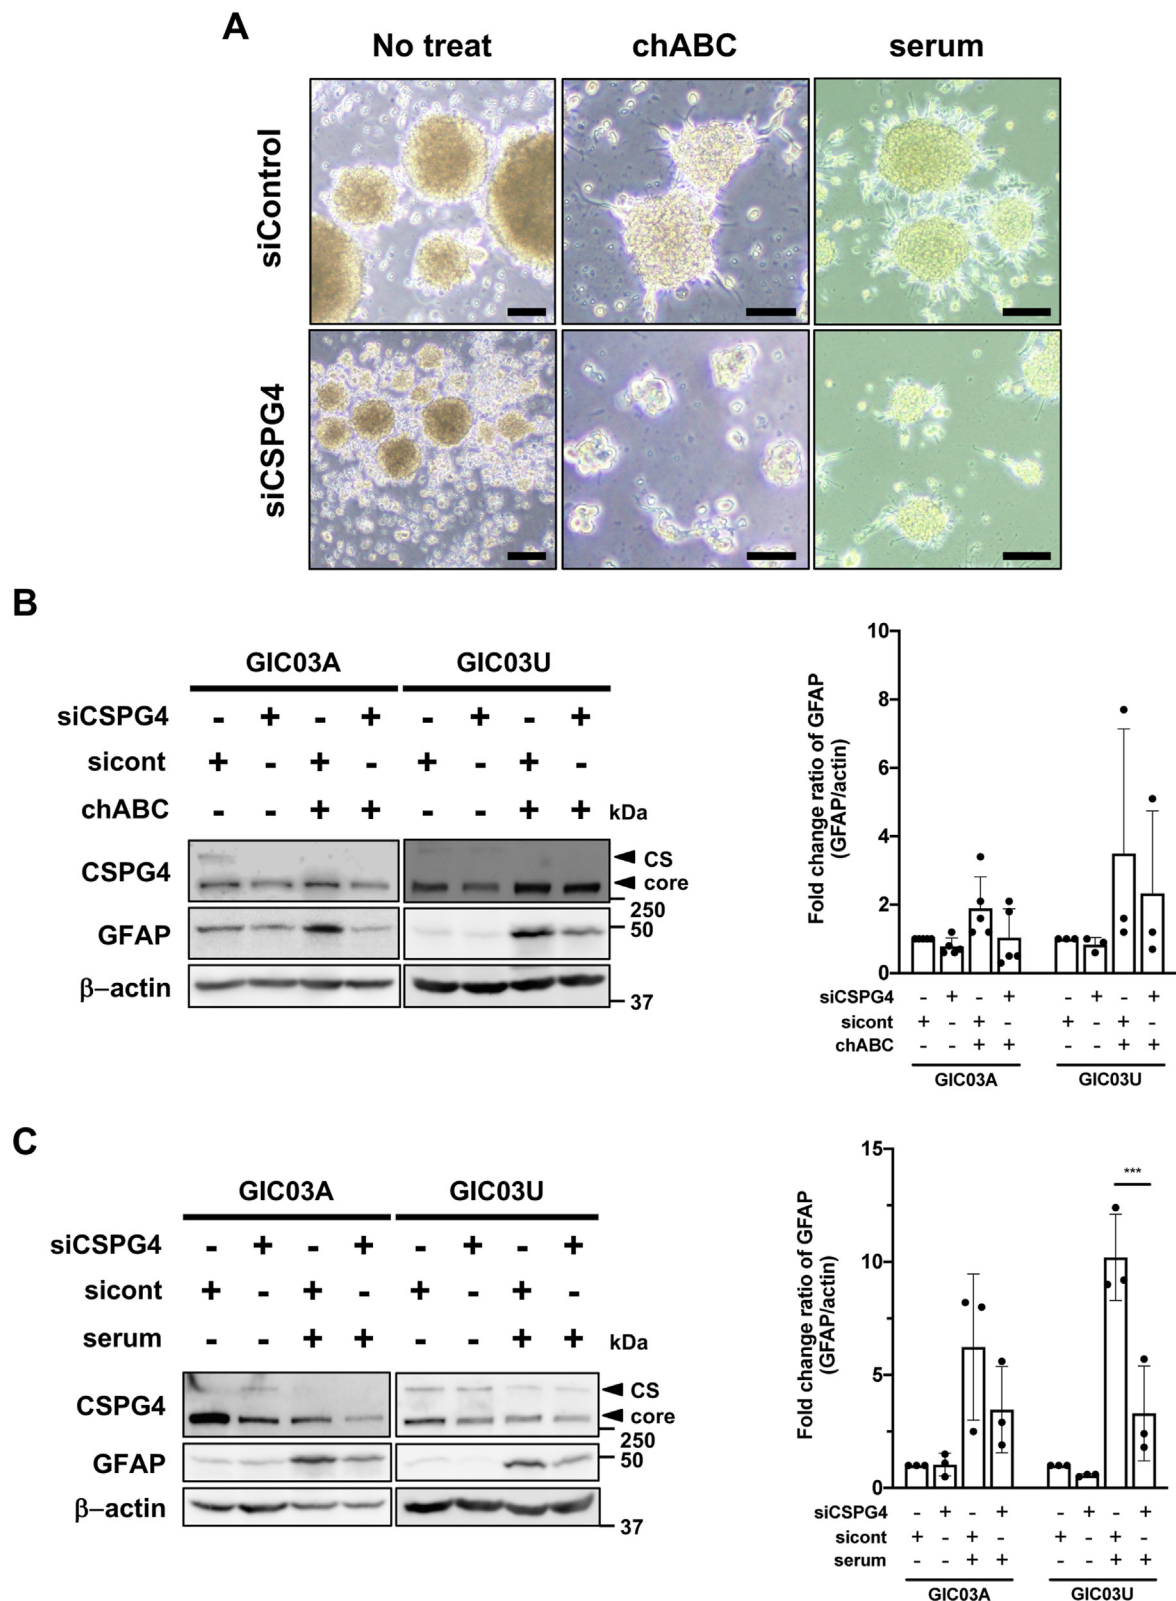 A
No treat chABC serum
siControl
siCSPG4
B
GIC03A GIC03U
siCSPG4 - + - + - + - +
sicont + - + - + - + -
chABC - - + + - - + + kDa
CSPG4 CS
core
250
GFAP 50
β–actin
37
Fold change ratio of GFAP
(GFAP/actin)
10
8
6
4
2
0
siCSPG4 - + - + - + - +
sicont + - + - + - + -
chABC - - + + - - + +
GIC03A GIC03U
C
GIC03A GIC03U
siCSPG4 - + - + - + - +
sicont + - + - + - + -
serum - - + + - - + + kDa
CSPG4 CS
core
250
GFAP 50
β–actin
37
Fold change ratio of GFAP
(GFAP/actin)
15
10
5
0
***
siCSPG4 - + - + - + - +
sicont + - + - + - + -
serum - - + + - - + +
GIC03A GIC03U